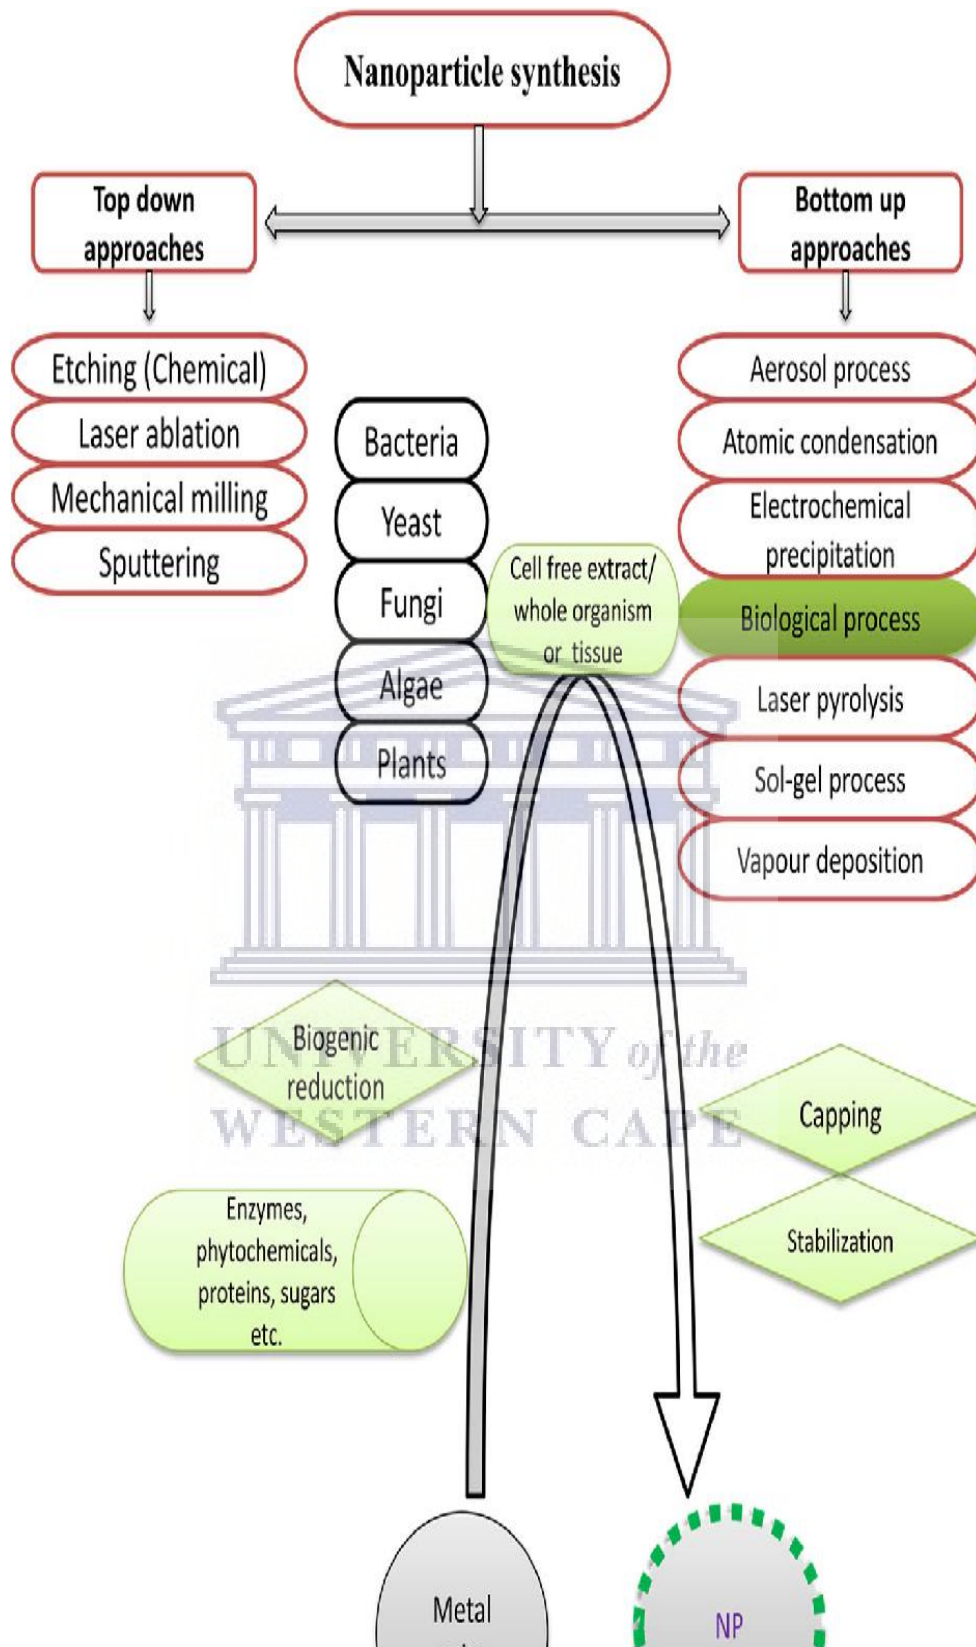 Nanoparticle synthesis
Top down
approaches
Bottom up
approaches
Etching (Chemical)
Laser ablation
Mechanical milling
Sputtering
Bacteria
Yeast
Fungi
Algae
Plants
Cell free extract/
whole organism
or tissue
Aerosol process
Atomic condensation
Electrochemical
precipitation
Biological process
Laser pyrolysis
Sol-gel process
Vapour deposition
Biogenic
reduction
UNIVERSITY of the
WESTERN CAPE
Capping
Stabilization
Enzymes,
phytochemicals,
proteins, sugars
etc.
Metal
NP